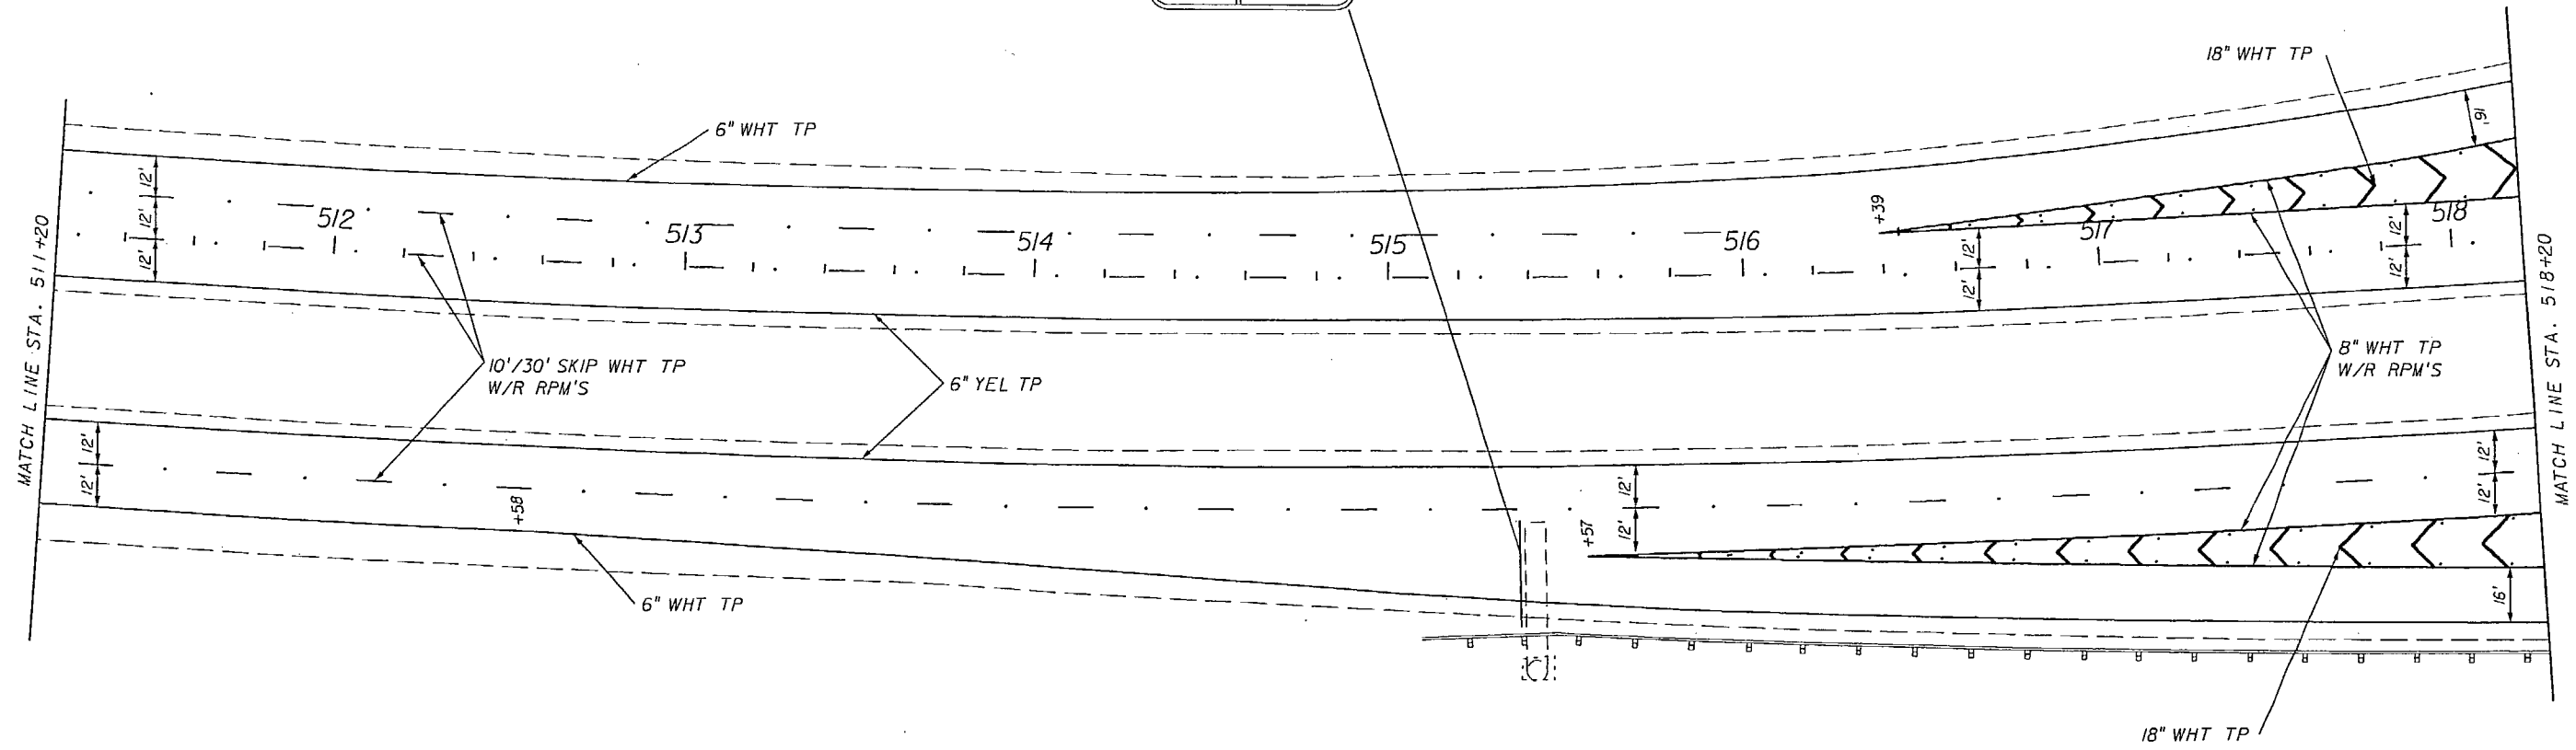 18" WHT TP
6" WHT TP
16'
12'
12'
12'
512
513
514
515
516
517
518
+39
12'
12'
12'
12'
MATCH LINE STA. 511+20
MATCH LINE STA. 518+20
10'/30' SKIP WHT TP
W/R RPM'S
6" YEL TP
8" WHT TP
W/R RPM'S
12'
12'
+58
12'
12'
+57
12'
12'
6" WHT TP
16'
18" WHT TP